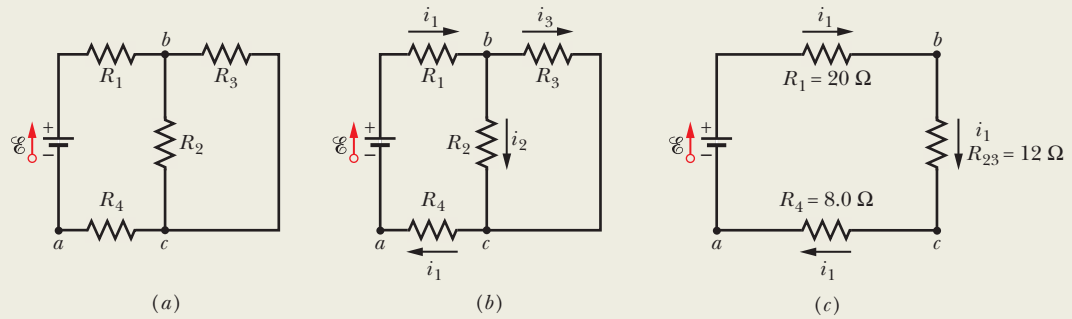 b
R1
R3
+
ℰ
−
R2
R4
a
c
(a)
i1
i3
b
R1
R3
+
ℰ
−
R2
i2
R4
a
c
i1
(b)
i1
b
R1 = 20 Ω
+
ℰ
−
i1
R23 = 12 Ω
R4 = 8.0 Ω
a
c
i1
(c)